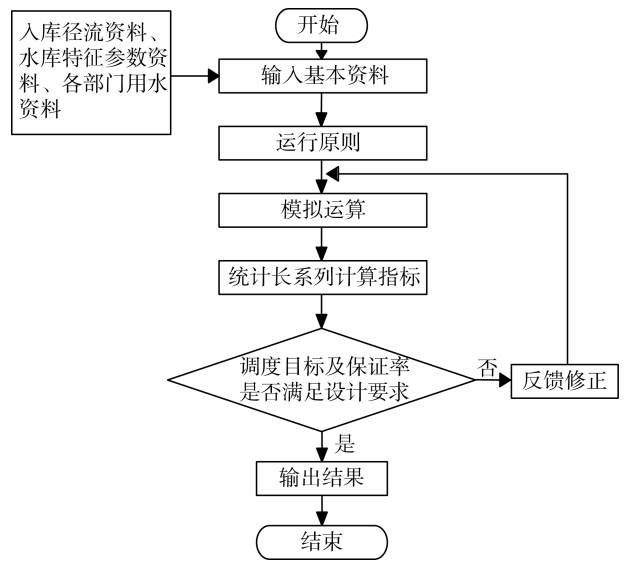 开始
入库径流资料、
水库特征参数资
料、各部门用水
资料
输入基本资料
运行原则
模拟运算
统计长系列计算指标
调度目标及保证率
是否满足设计要求
否
反馈修正
是
输出结果
结束